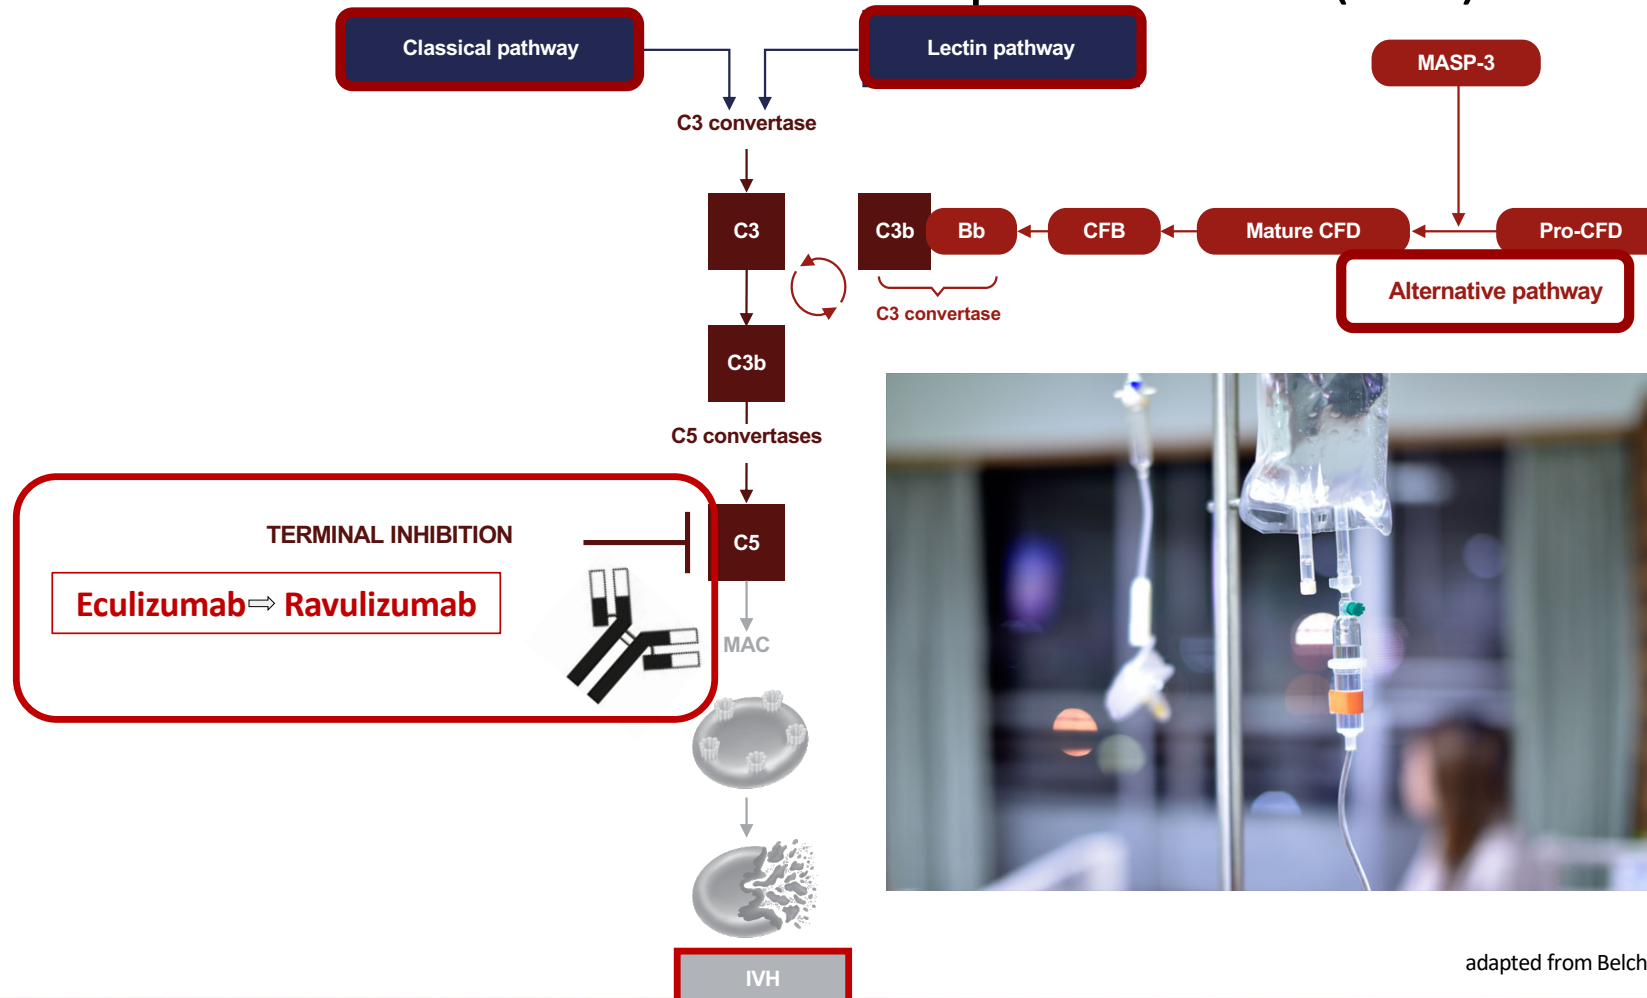 Classical pathway
Lectin pathway
MASP-3
C3 convertase
C3
C3b
Bb
CFB
Mature CFD
Pro-CFD
Alternative pathway
C3 convertase
C3b
C5 convertases
TERMINAL INHIBITION
C5
Eculizumab⇨ Ravulizumab
MAC
IVH
adapted from Belch